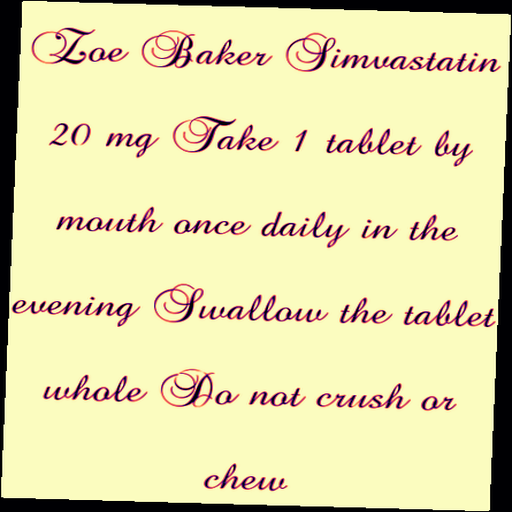 Zoe Baker Simvastatin
20 mg Take 1 tablet by
mouth once daily in the
evening Swallow the tablet
whole Do not crush or
chew